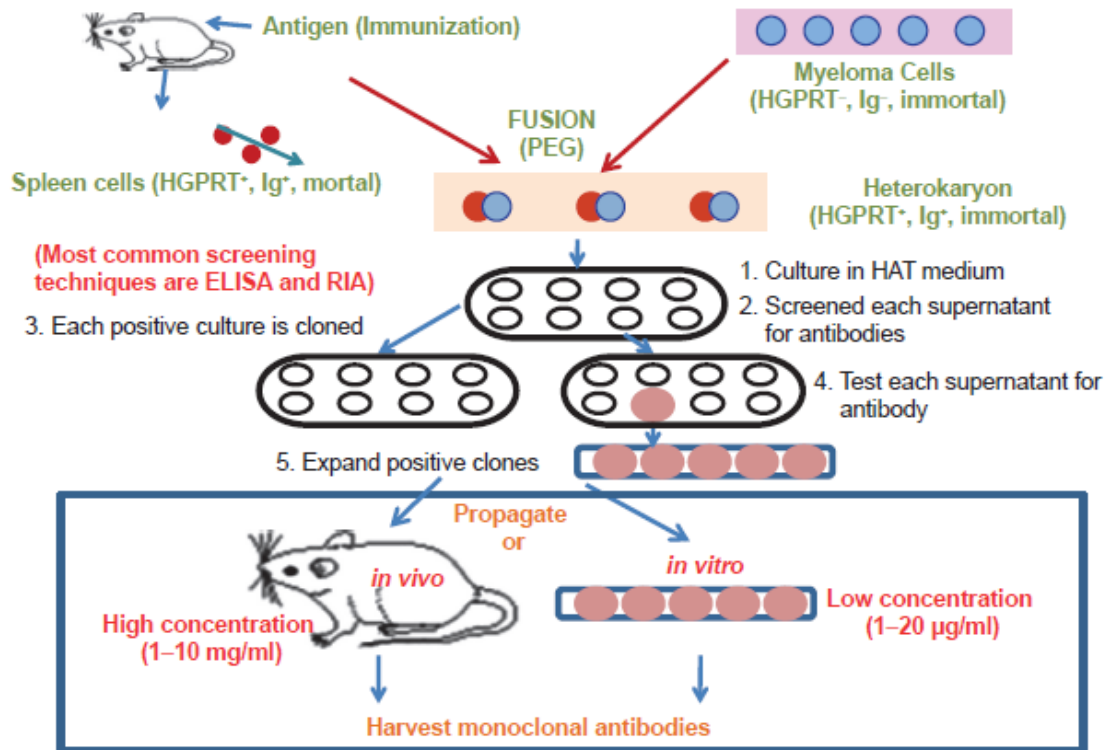 Antigen (Immunization)
Myeloma Cells
(HGPRT⁻, Ig⁻, immortal)
FUSION
(PEG)
Spleen cells (HGPRT⁺, Ig⁺, mortal)
Heterokaryon
(HGPRT⁺, Ig⁺, immortal)
(Most common screening
techniques are ELISA and RIA)
1. Culture in HAT medium
2. Screened each supernatant
for antibodies
3. Each positive culture is cloned
4. Test each supernatant for
antibody
5. Expand positive clones
Propagate
or
in vivo
in vitro
High concentration
(1–10 mg/ml)
Low concentration
(1–20 µg/ml)
Harvest monoclonal antibodies